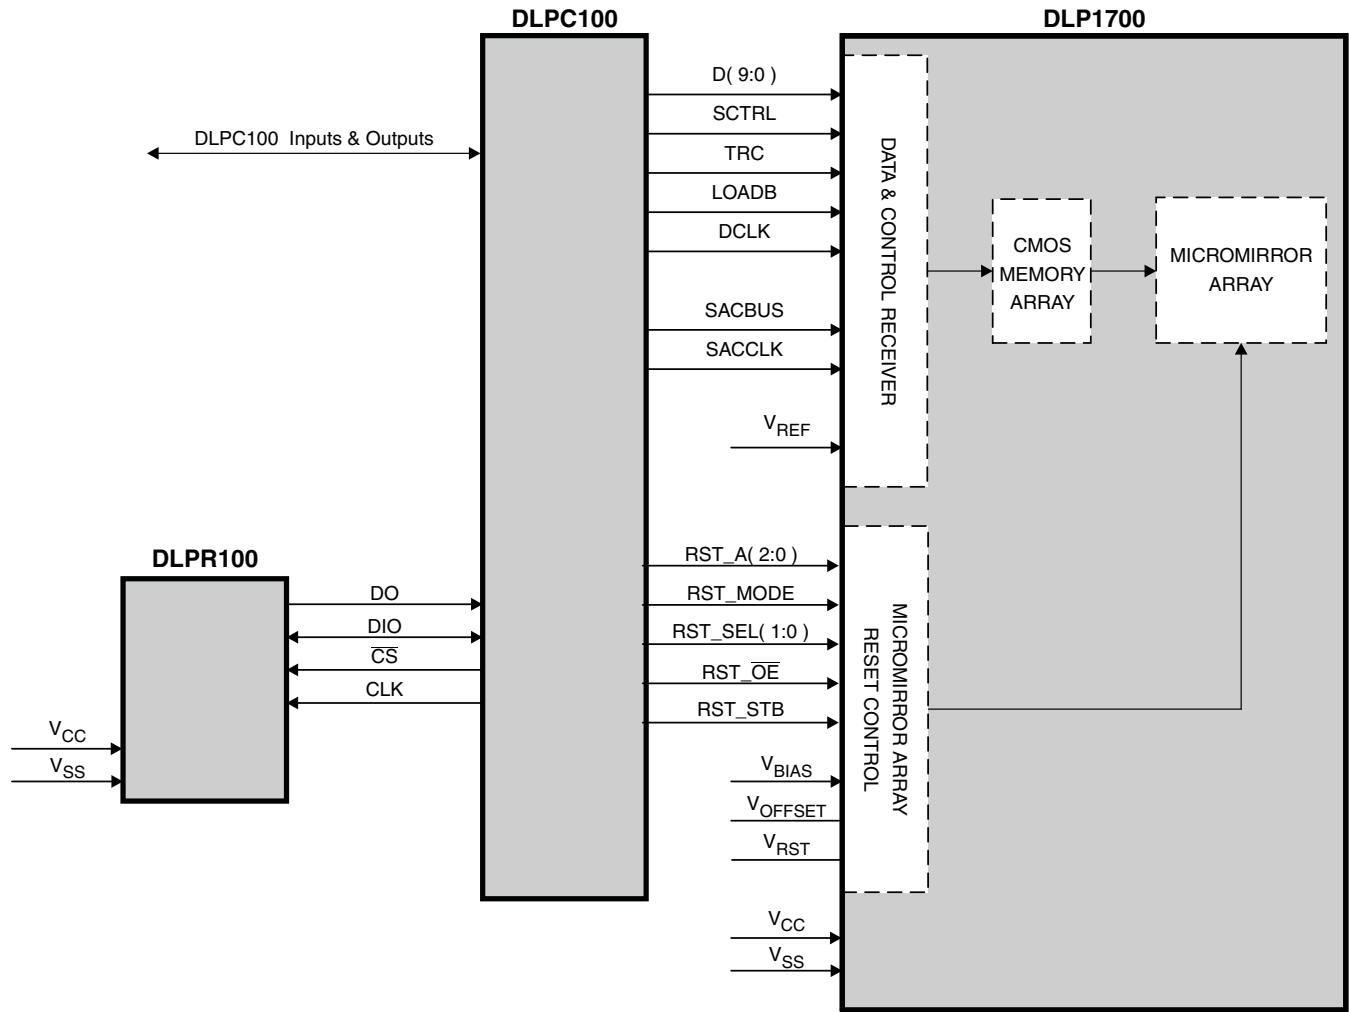 DLPC100
DLP1700
D( 9:0 )
SCTRL
TRC
LOADB
DCLK
SACBUS
SACCLK
VREF
DLPC100 Inputs & Outputs
DATA & CONTROL RECEIVER
CMOS
MEMORY
ARRAY
MICROMIRROR
ARRAY
DLPR100
DO
DIO
C̅S̅
CLK
VCC
VSS
RST_A( 2:0 )
RST_MODE
RST_SEL( 1:0 )
RST_O̅E̅
RST_STB
VBIAS
VOFFSET
VRST
MICROMIRROR ARRAY
RESET CONTROL
VCC
VSS